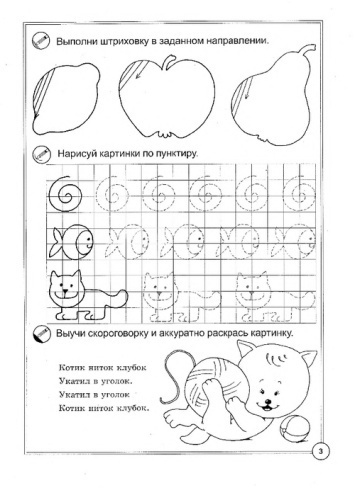 Выполни штриховку в заданном направлении.
Нарисуй картинки по пунктиру.
Выучи скороговорку и аккуратно раскрась картинку.
Котик ниток клубок
Укатил в уголок.
Укатил в уголок
Котик ниток клубок.
3